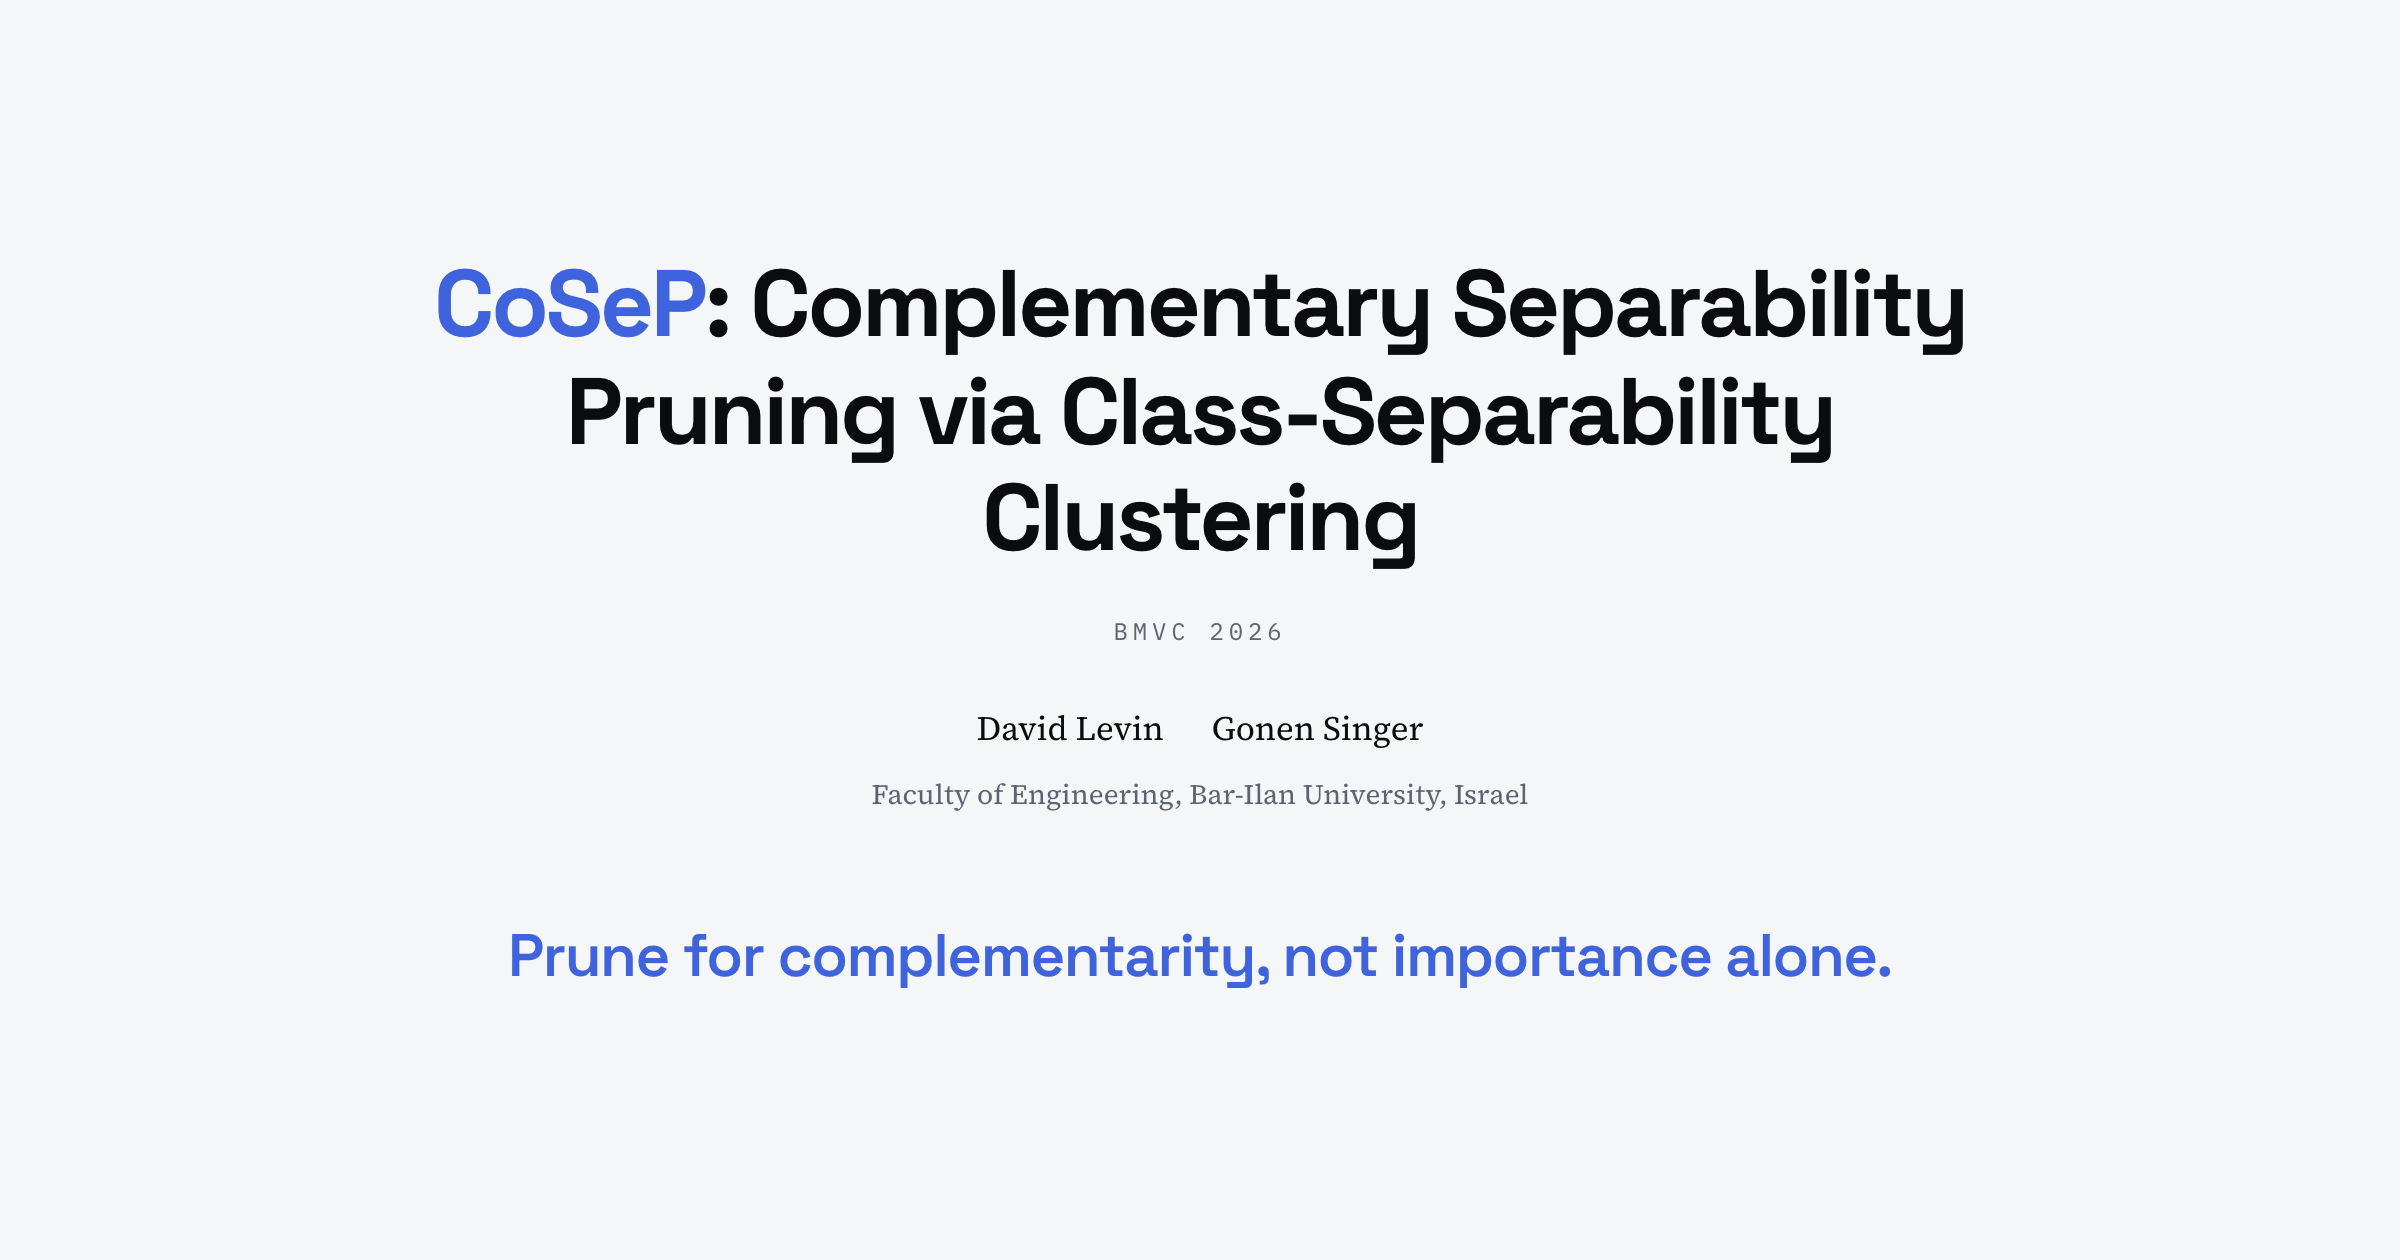 CoSeP: Complementary Separability
Pruning via Class-Separability
Clustering
BMVC 2026
David Levin Gonen Singer
Faculty of Engineering, Bar-Ilan University, Israel
Prune for complementarity, not importance alone.